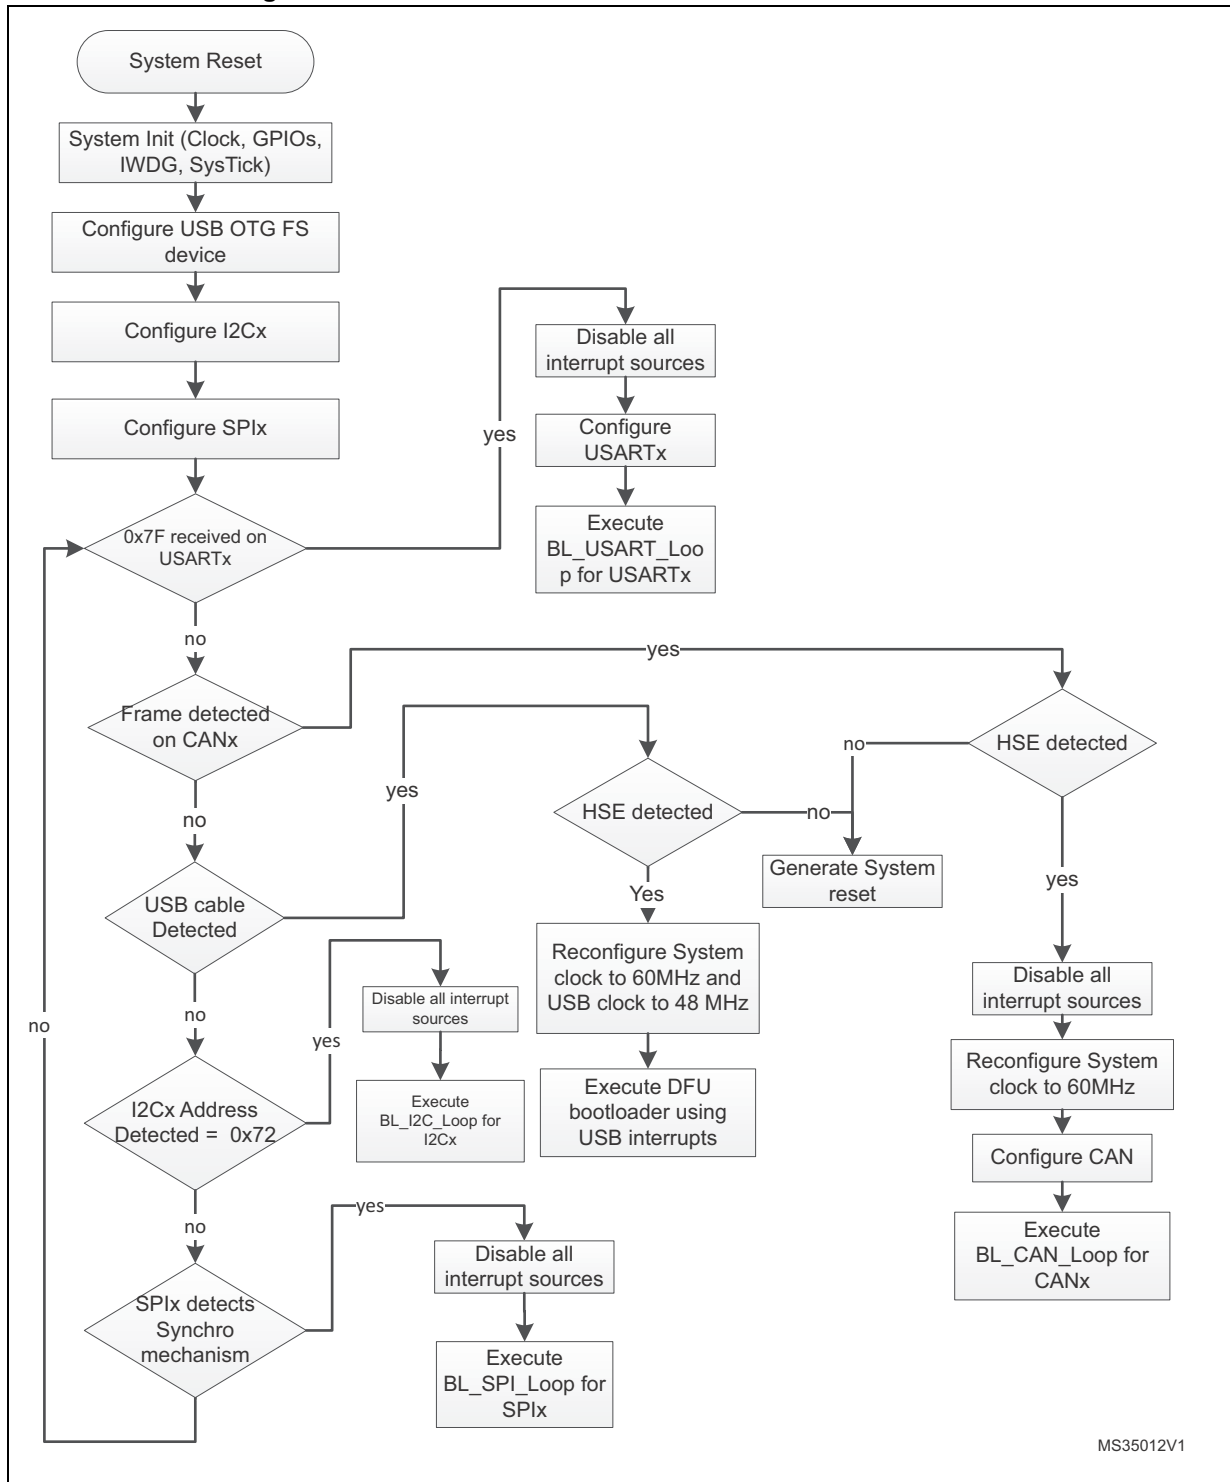 System Reset
System Init (Clock, GPIOs,
IWDG, SysTick)
Configure USB OTG FS
device
Configure I2Cx
Configure SPIx
0x7F received on
USARTx
yes
Disable all
interrupt sources
Configure
USARTx
Execute
BL_USART_Loo
p for USARTx
no
Frame detected
on CANx
yes
HSE detected
no
yes
Disable all
interrupt sources
Reconfigure System
clock to 60MHz
Configure CAN
Execute
BL_CAN_Loop for
CANx
no
USB cable
Detected
yes
HSE detected
no
Generate System
reset
Yes
Reconfigure System
clock to 60MHz and
USB clock to 48 MHz
Execute DFU
bootloader using
USB interrupts
no
I2Cx Address
Detected = 0x72
yes
Disable all interrupt
sources
Execute
BL_I2C_Loop for
I2Cx
no
SPIx detects
Synchro
mechanism
yes
Disable all
interrupt sources
Execute
BL_SPI_Loop for
SPIx
no
MS35012V1